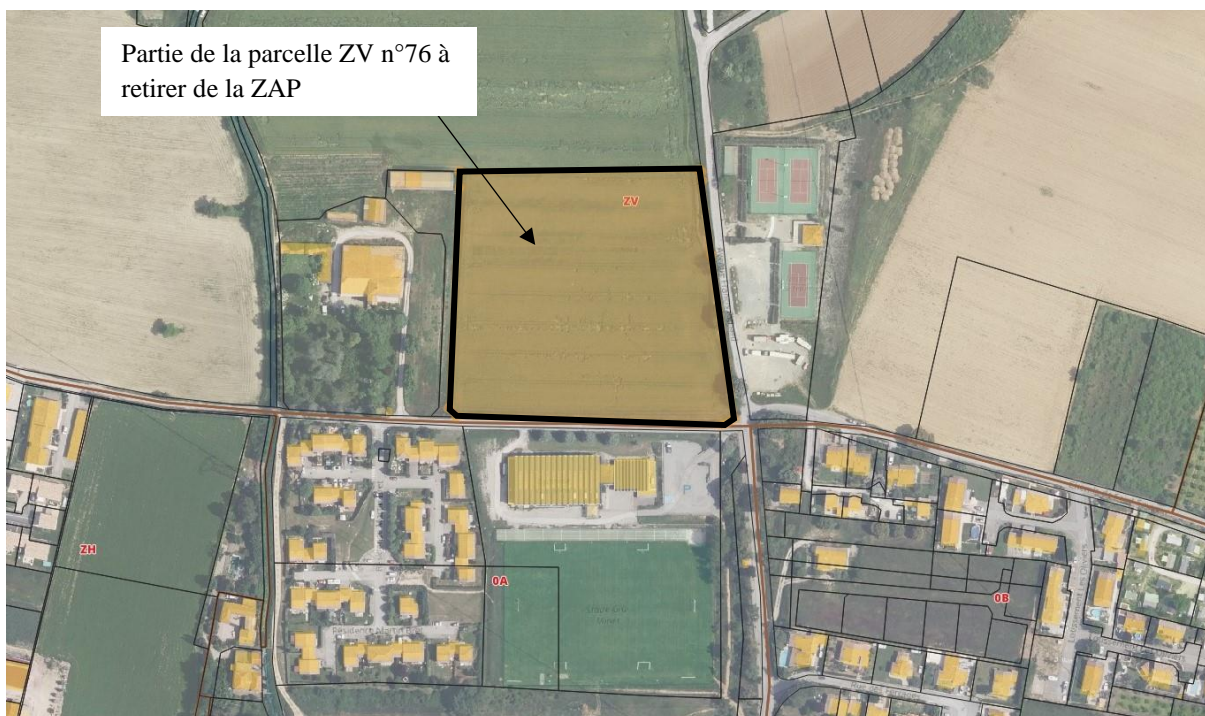 Partie de la parcelle ZV n°76 à
retirer de la ZAP
ZV
P
ZH
0A
0B